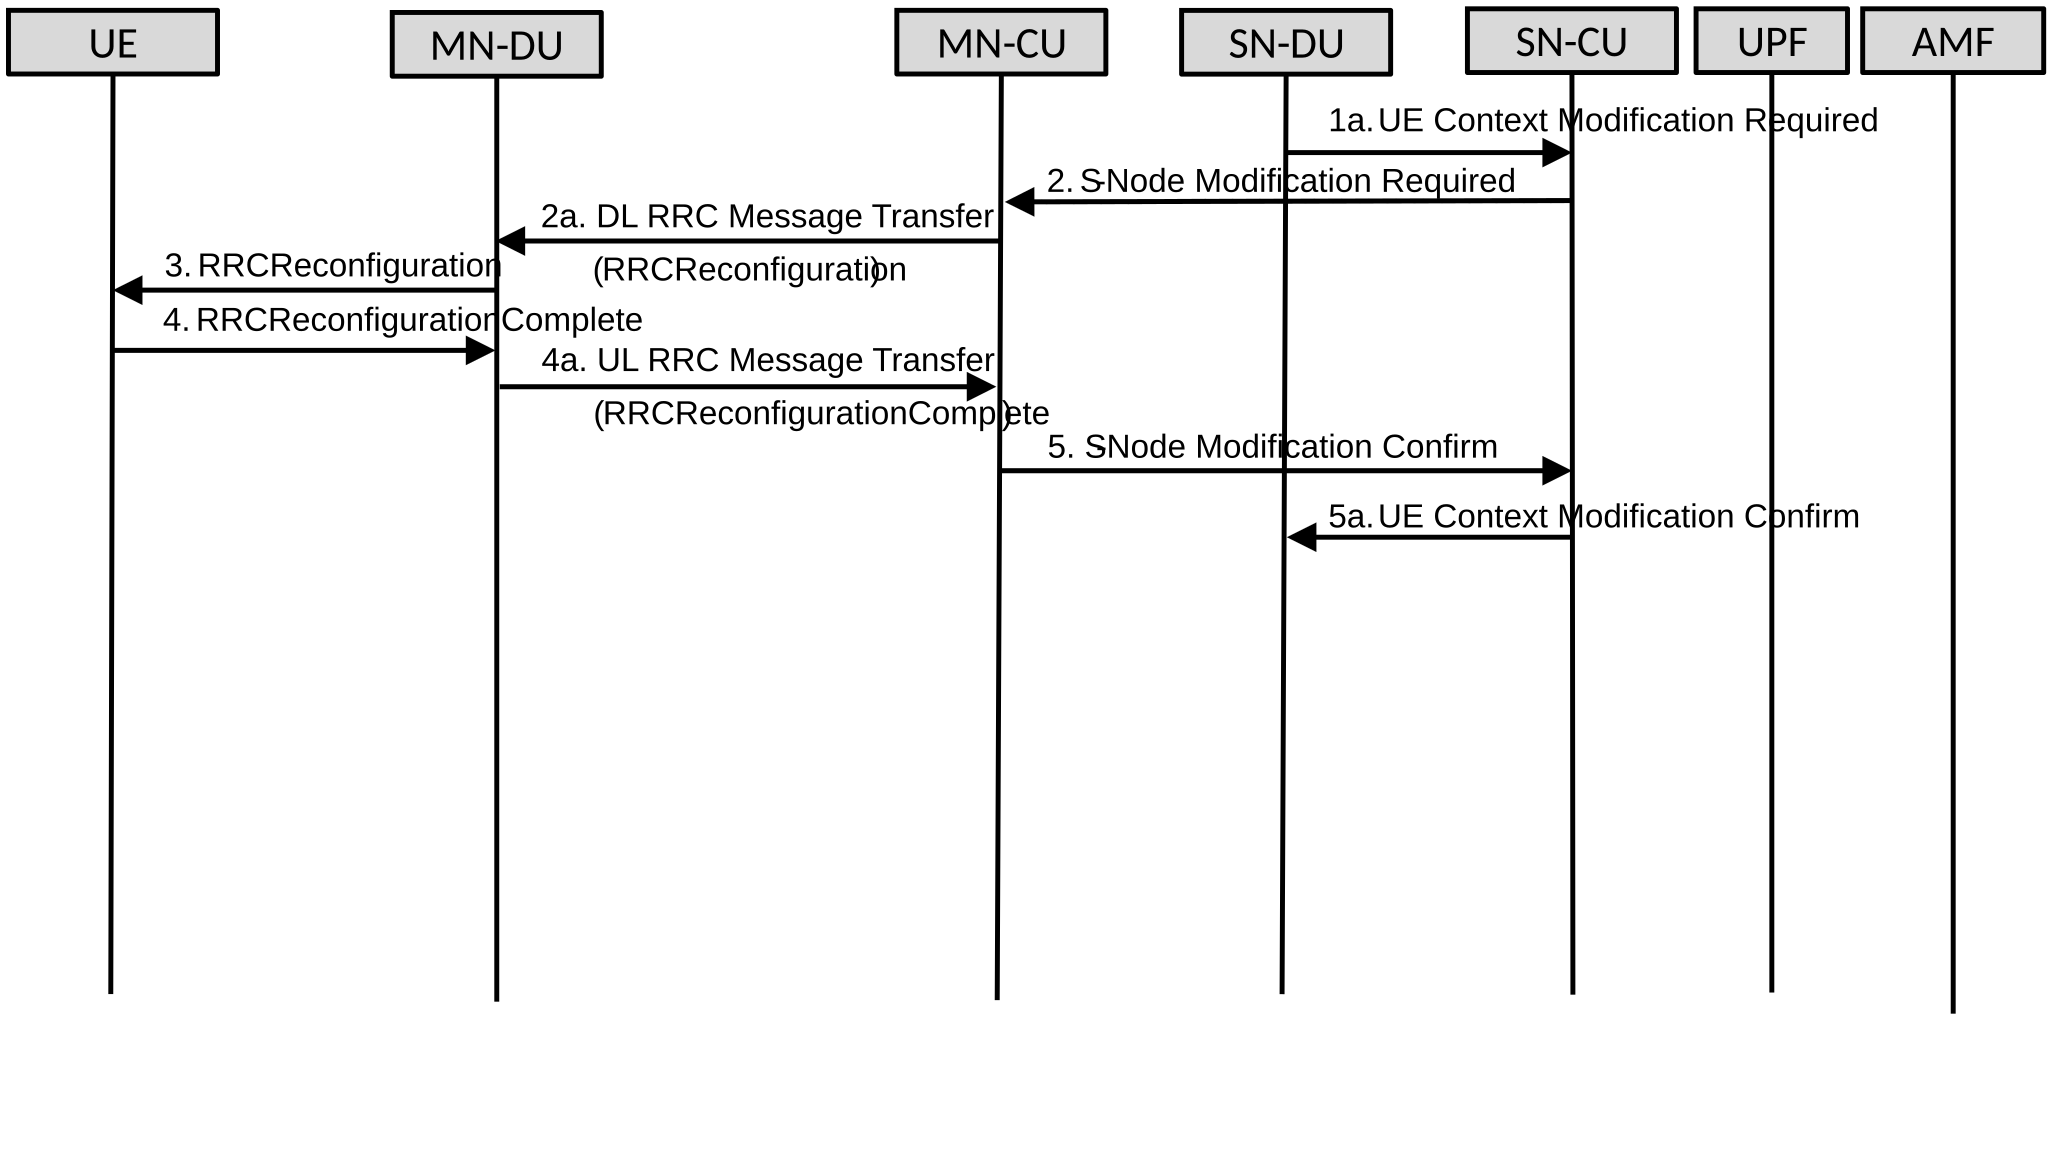 UE
MN-DU
MN-CU
SN-DU
SN-CU
UPF
AMF
1a. UE Context Modification Required
2. S-Node Modification Required
2a. DL RRC Message Transfer
(RRCReconfiguration)
3. RRCReconfiguration
4. RRCReconfigurationComplete
4a. UL RRC Message Transfer
(RRCReconfigurationComplete)
5. S-Node Modification Confirm
5a. UE Context Modification Confirm